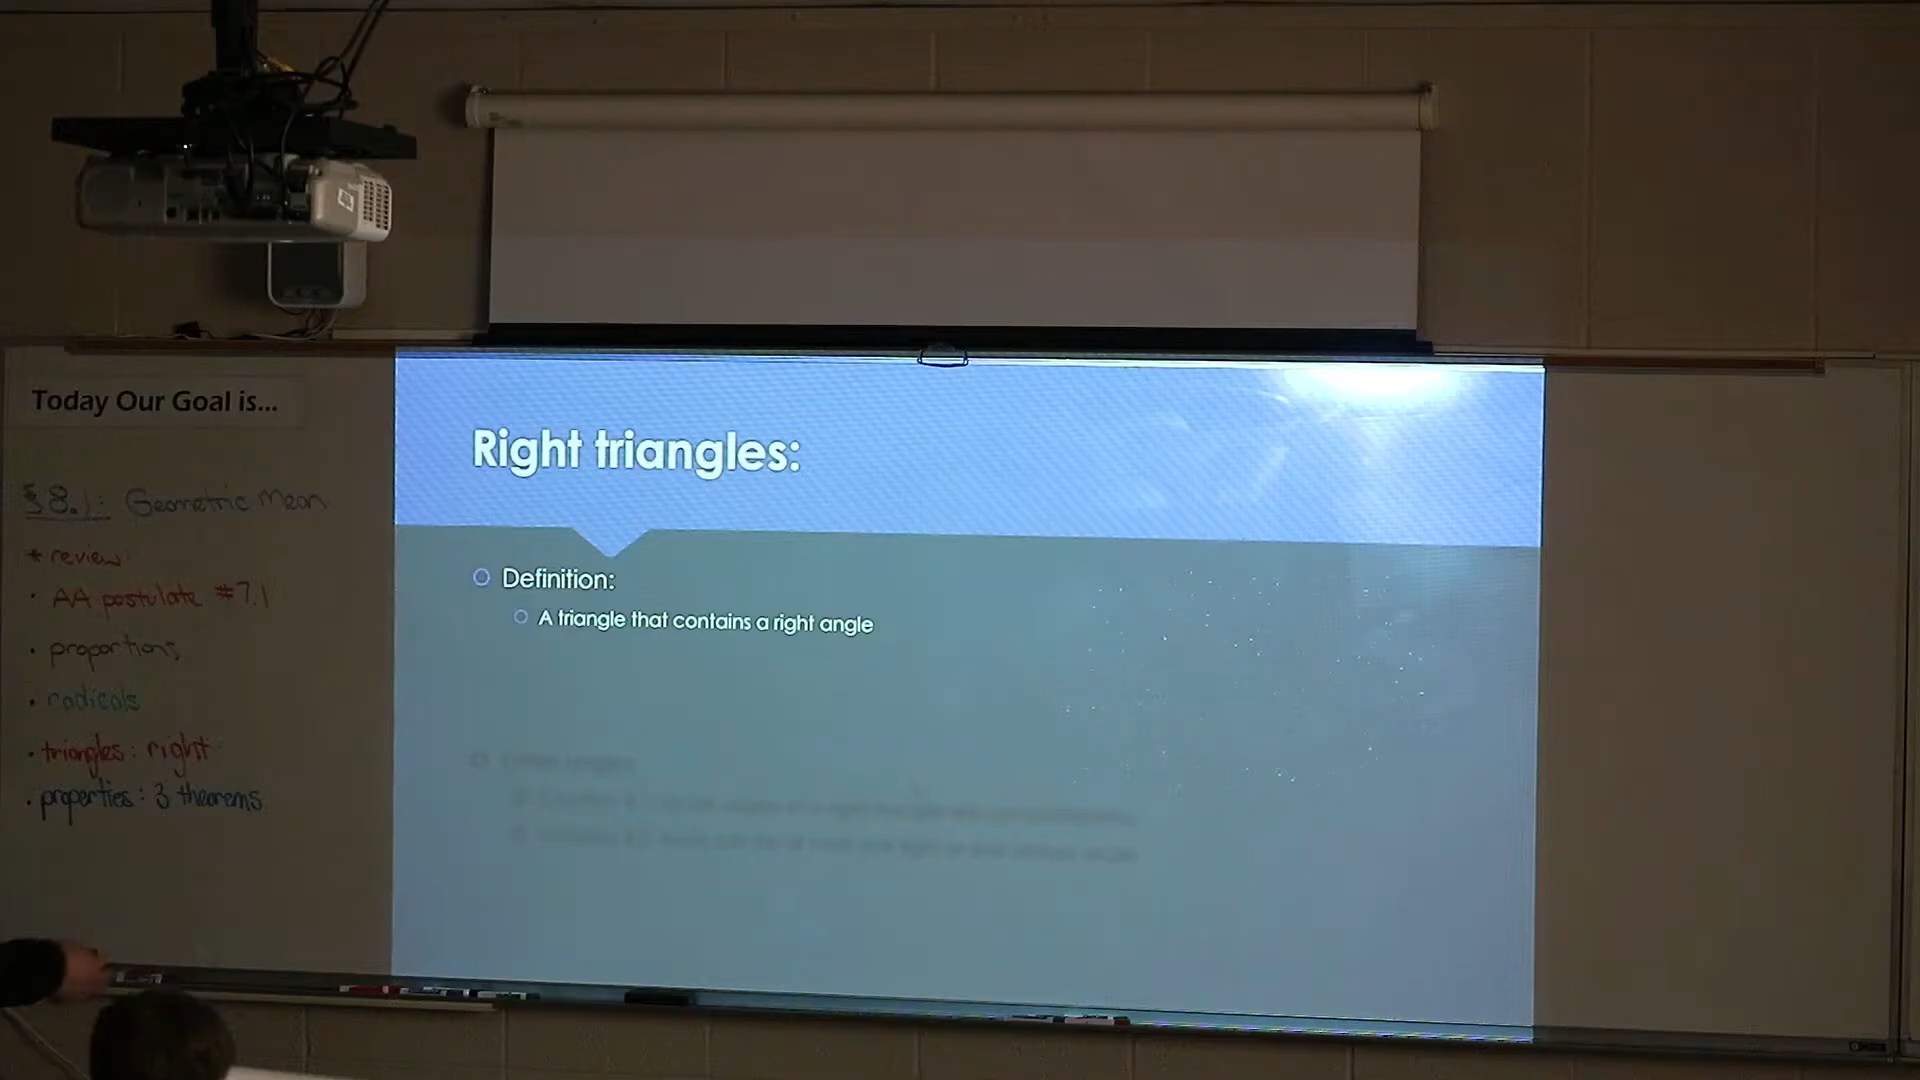 Today Our Goal is...
§ 8.1: Geometric Mean
* review
· AA postulate #7.1
· proportions
· radicals
· triangles: right
· properties: 3 theorems
Right triangles:
Definition:
A triangle that contains a right angle